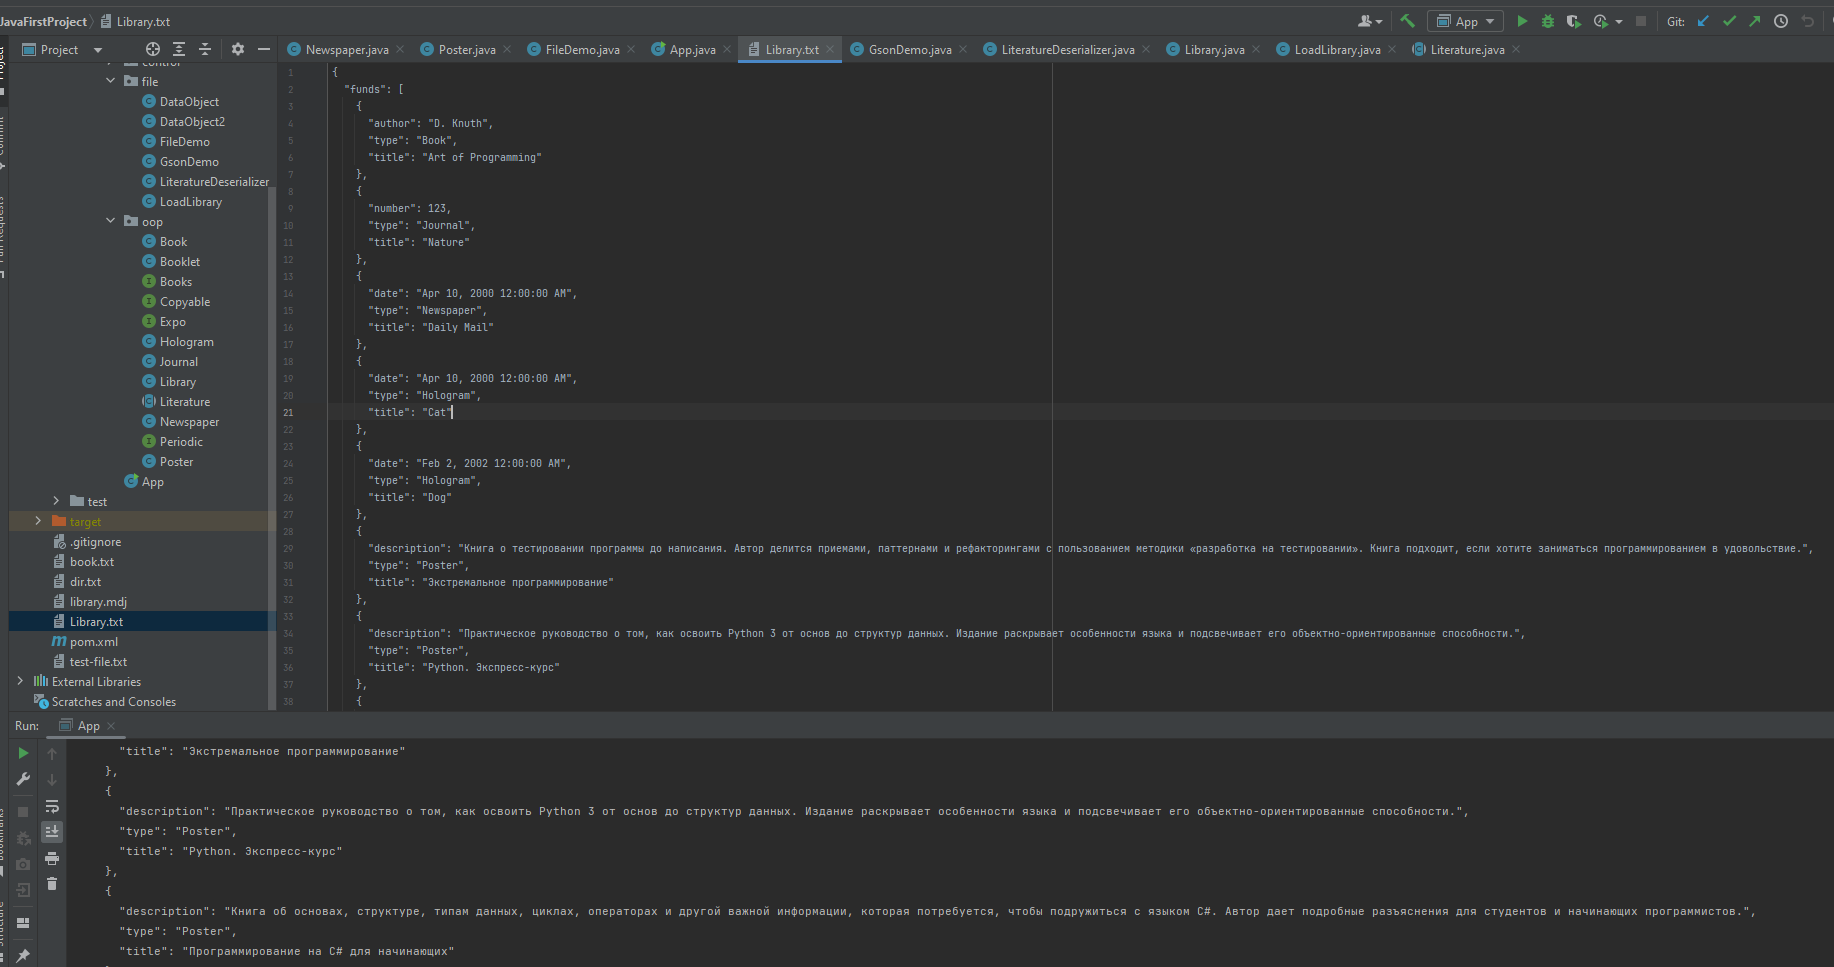 JavaFirstProject
Library.txt
App
Git:
Project
Newspaper.java
Poster.java
FileDemo.java
App.java
Library.txt
GsonDemo.java
LiteratureDeserializer.java
Library.java
LoadLibrary.java
Literature.java
control
file
DataObject
DataObject2
FileDemo
GsonDemo
LiteratureDeserializer
LoadLibrary
oop
Book
Booklet
Books
Copyable
Expo
Hologram
Journal
Library
Literature
Newspaper
Periodic
Poster
App
test
target
.gitignore
book.txt
dir.txt
library.mdj
Library.txt
pom.xml
test-file.txt
External Libraries
Scratches and Consoles
1 {
2 "funds": [
3 {
4 "author": "D. Knuth",
5 "type": "Book",
6 "title": "Art of Programming"
7 },
8 {
9 "number": 123,
10 "type": "Journal",
11 "title": "Nature"
12 },
13 {
14 "date": "Apr 10, 2000 12:00:00 AM",
15 "type": "Newspaper",
16 "title": "Daily Mail"
17 },
18 {
19 "date": "Apr 10, 2000 12:00:00 AM",
20 "type": "Hologram",
21 "title": "Cat"
22 },
23 {
24 "date": "Feb 2, 2002 12:00:00 AM",
25 "type": "Hologram",
26 "title": "Dog"
27 },
28 {
29 "description": "Книга о тестировании программы до написания. Автор делится приемами, паттернами и рефакторингами с пользованием методики «разработка на тестировании». Книга подходит, если хотите заниматься программированием в удовольствие.",
30 "type": "Poster",
31 "title": "Экстремальное программирование"
32 },
33 {
34 "description": "Практическое руководство о том, как освоить Python 3 от основ до структур данных. Издание раскрывает особенности языка и подсвечивает его объектно-ориентированные способности.",
35 "type": "Poster",
36 "title": "Python. Экспресс-курс"
37 },
38 {
Run:
App
"title": "Экстремальное программирование"
},
{
"description": "Практическое руководство о том, как освоить Python 3 от основ до структур данных. Издание раскрывает особенности языка и подсвечивает его объектно-ориентированные способности.",
"type": "Poster",
"title": "Python. Экспресс-курс"
},
{
"description": "Книга об основах, структуре, типам данных, циклах, операторах и другой важной информации, которая потребуется, чтобы подружиться с языком C#. Автор дает подробные разъяснения для студентов и начинающих программистов.",
"type": "Poster",
"title": "Программирование на C# для начинающих"